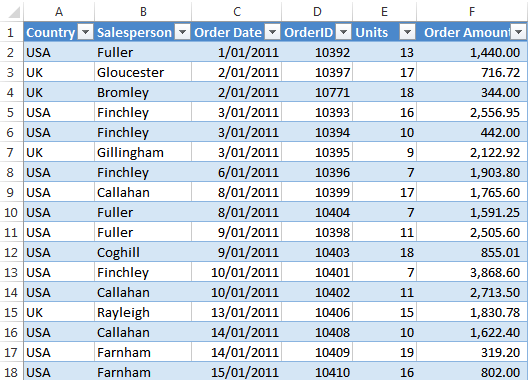 A B C D E F
1 Country Salesperson Order Date OrderID Units Order Amount
2 USA Fuller 1/01/2011 10392 13 1,440.00
3 UK Gloucester 2/01/2011 10397 17 716.72
4 UK Bromley 2/01/2011 10771 18 344.00
5 USA Finchley 3/01/2011 10393 16 2,556.95
6 USA Finchley 3/01/2011 10394 10 442.00
7 UK Gillingham 3/01/2011 10395 9 2,122.92
8 USA Finchley 6/01/2011 10396 7 1,903.80
9 USA Callahan 8/01/2011 10399 17 1,765.60
10 USA Fuller 8/01/2011 10404 7 1,591.25
11 USA Fuller 9/01/2011 10398 11 2,505.60
12 USA Coghill 9/01/2011 10403 18 855.01
13 USA Finchley 10/01/2011 10401 7 3,868.60
14 USA Callahan 10/01/2011 10402 11 2,713.50
15 UK Rayleigh 13/01/2011 10406 15 1,830.78
16 USA Callahan 14/01/2011 10408 10 1,622.40
17 USA Farnham 14/01/2011 10409 19 319.20
18 USA Farnham 15/01/2011 10410 16 802.00